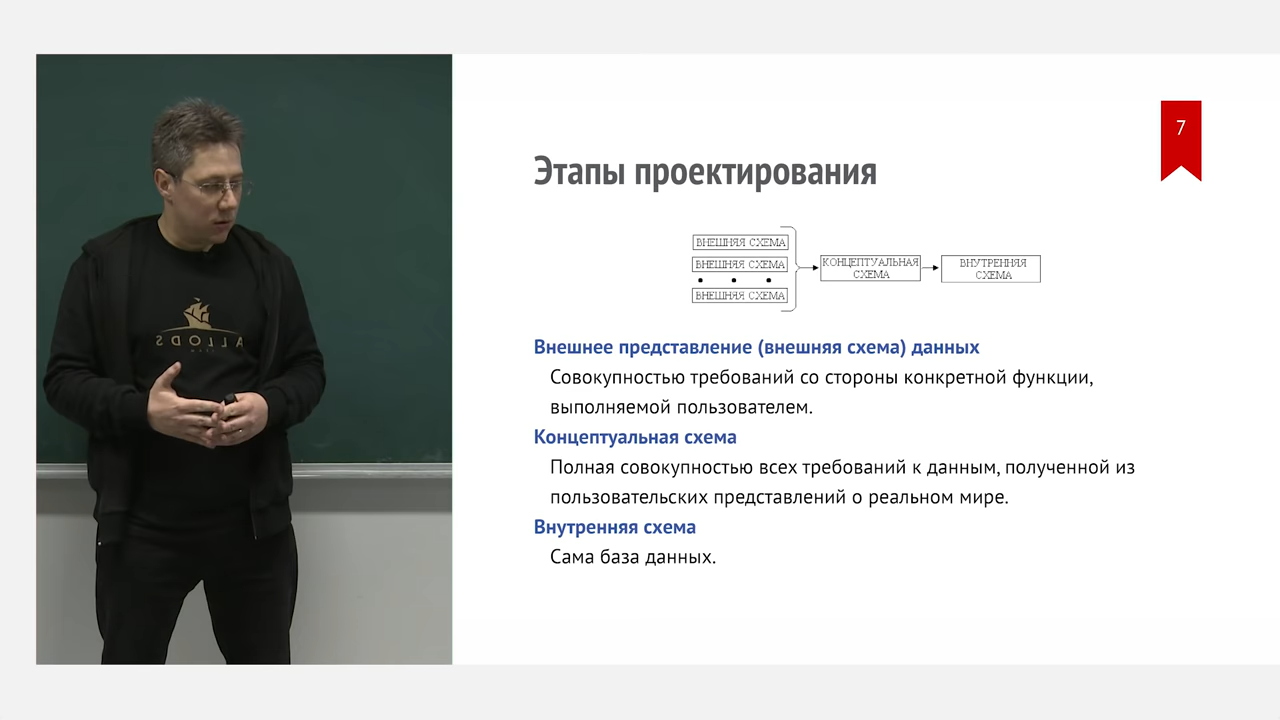 7
Этапы проектирования
ВНЕШНЯЯ СХЕМА
ВНЕШНЯЯ СХЕМА
ВНЕШНЯЯ СХЕМА
КОНЦЕПТУАЛЬНАЯ
СХЕМА
ВНУТРЕННЯЯ
СХЕМА
Внешнее представление (внешняя схема) данных
Совокупностью требований со стороны конкретной функции,
выполняемой пользователем.
Концептуальная схема
Полная совокупностью всех требований к данным, полученной из
пользовательских представлений о реальном мире.
Внутренняя схема
Сама база данных.
ALLODS